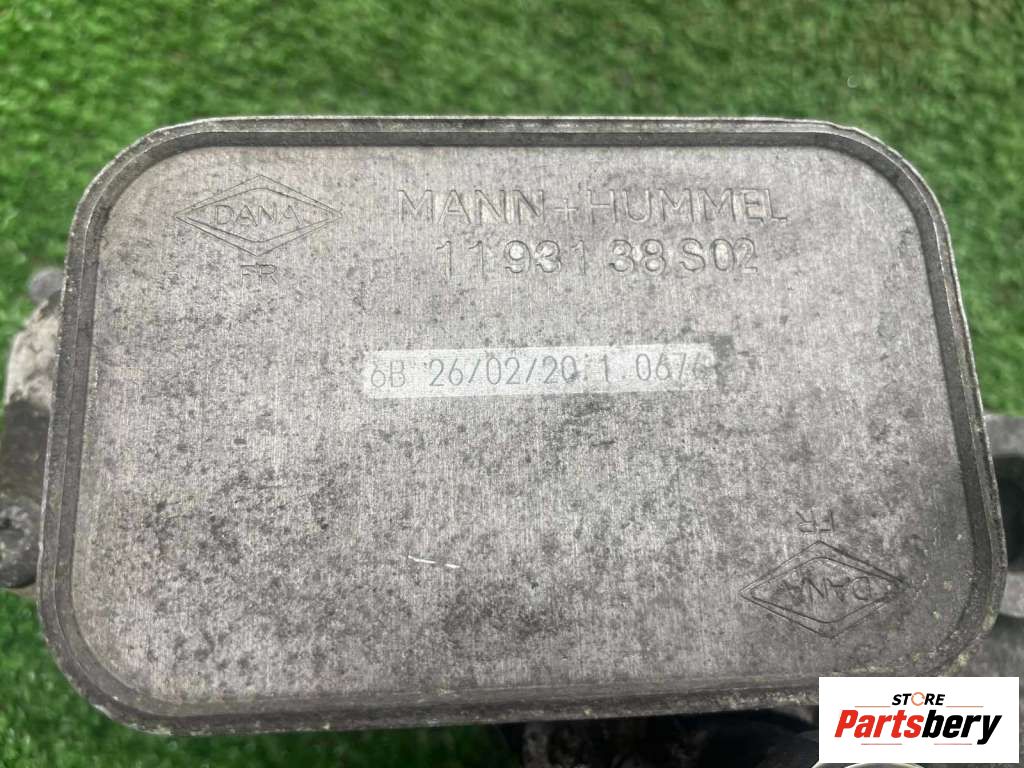 DANA
FR
MANN+HUMMEL
11 931 38 S02
6B 26/02/20 1 067
FR
DANA
STORE
Partsbery